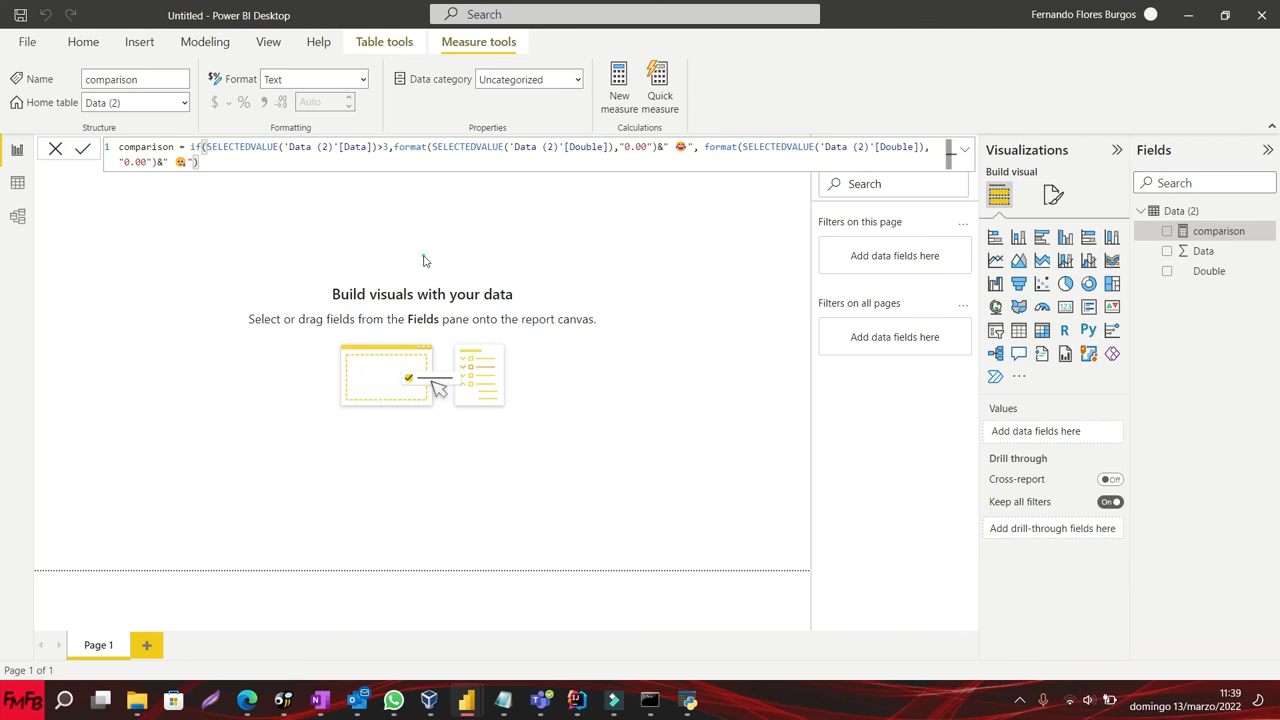 Untitled - Power BI Desktop
Search
Fernando Flores Burgos
File
Home
Insert
Modeling
View
Help
Table tools
Measure tools
Name
comparison
Format
Text
Data category
Uncategorized
New measure
Quick measure
Home table
Data (2)
$
%
Auto
Structure
Formatting
Properties
Calculations
1 comparison = if(SELECTEDVALUE('Data (2)'[Data])>3,format(SELECTEDVALUE('Data (2)'[Double]),"0.00")&" 😂", format(SELECTEDVALUE('Data (2)'[Double]),
"0.00")&" 🤔")
Search
Filters on this page
...
Add data fields here
Filters on all pages
...
Add data fields here
Build visuals with your data
Select or drag fields from the Fields pane onto the report canvas.
Visualizations
Build visual
R
Py
...
Values
Add data fields here
Drill through
Cross-report
Off
Keep all filters
On
Add drill-through fields here
Fields
Search
Data (2)
comparison
Data
Double
Page 1
Page 1 of 1
FMFB
11:39
domingo 13/marzo/2022